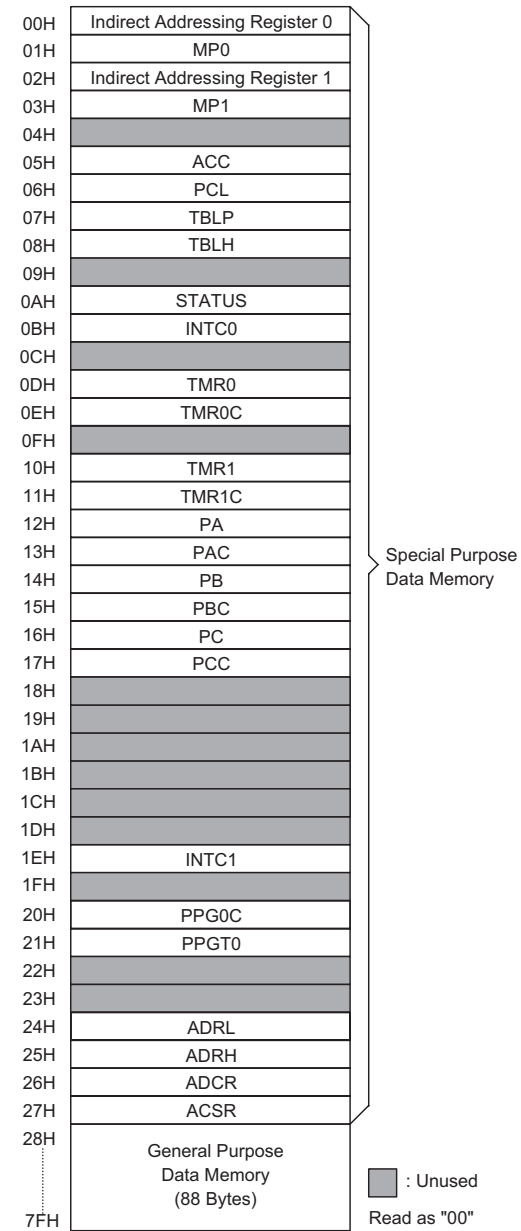 00H Indirect Addressing Register 0
01H MP0
02H Indirect Addressing Register 1
03H MP1
04H
05H ACC
06H PCL
07H TBLP
08H TBLH
09H
0AH STATUS
0BH INTC0
0CH
0DH TMR0
0EH TMR0C
0FH
10H TMR1
11H TMR1C
12H PA
13H PAC
14H PB
15H PBC
16H PC
17H PCC
18H
19H
1AH
1BH
1CH
1DH
1EH INTC1
1FH
20H PPG0C
21H PPGT0
22H
23H
24H ADRL
25H ADRH
26H ADCR
27H ACSR
28H
7FH
General Purpose
Data Memory
(88 Bytes)
Special Purpose
Data Memory
: Unused
Read as "00"